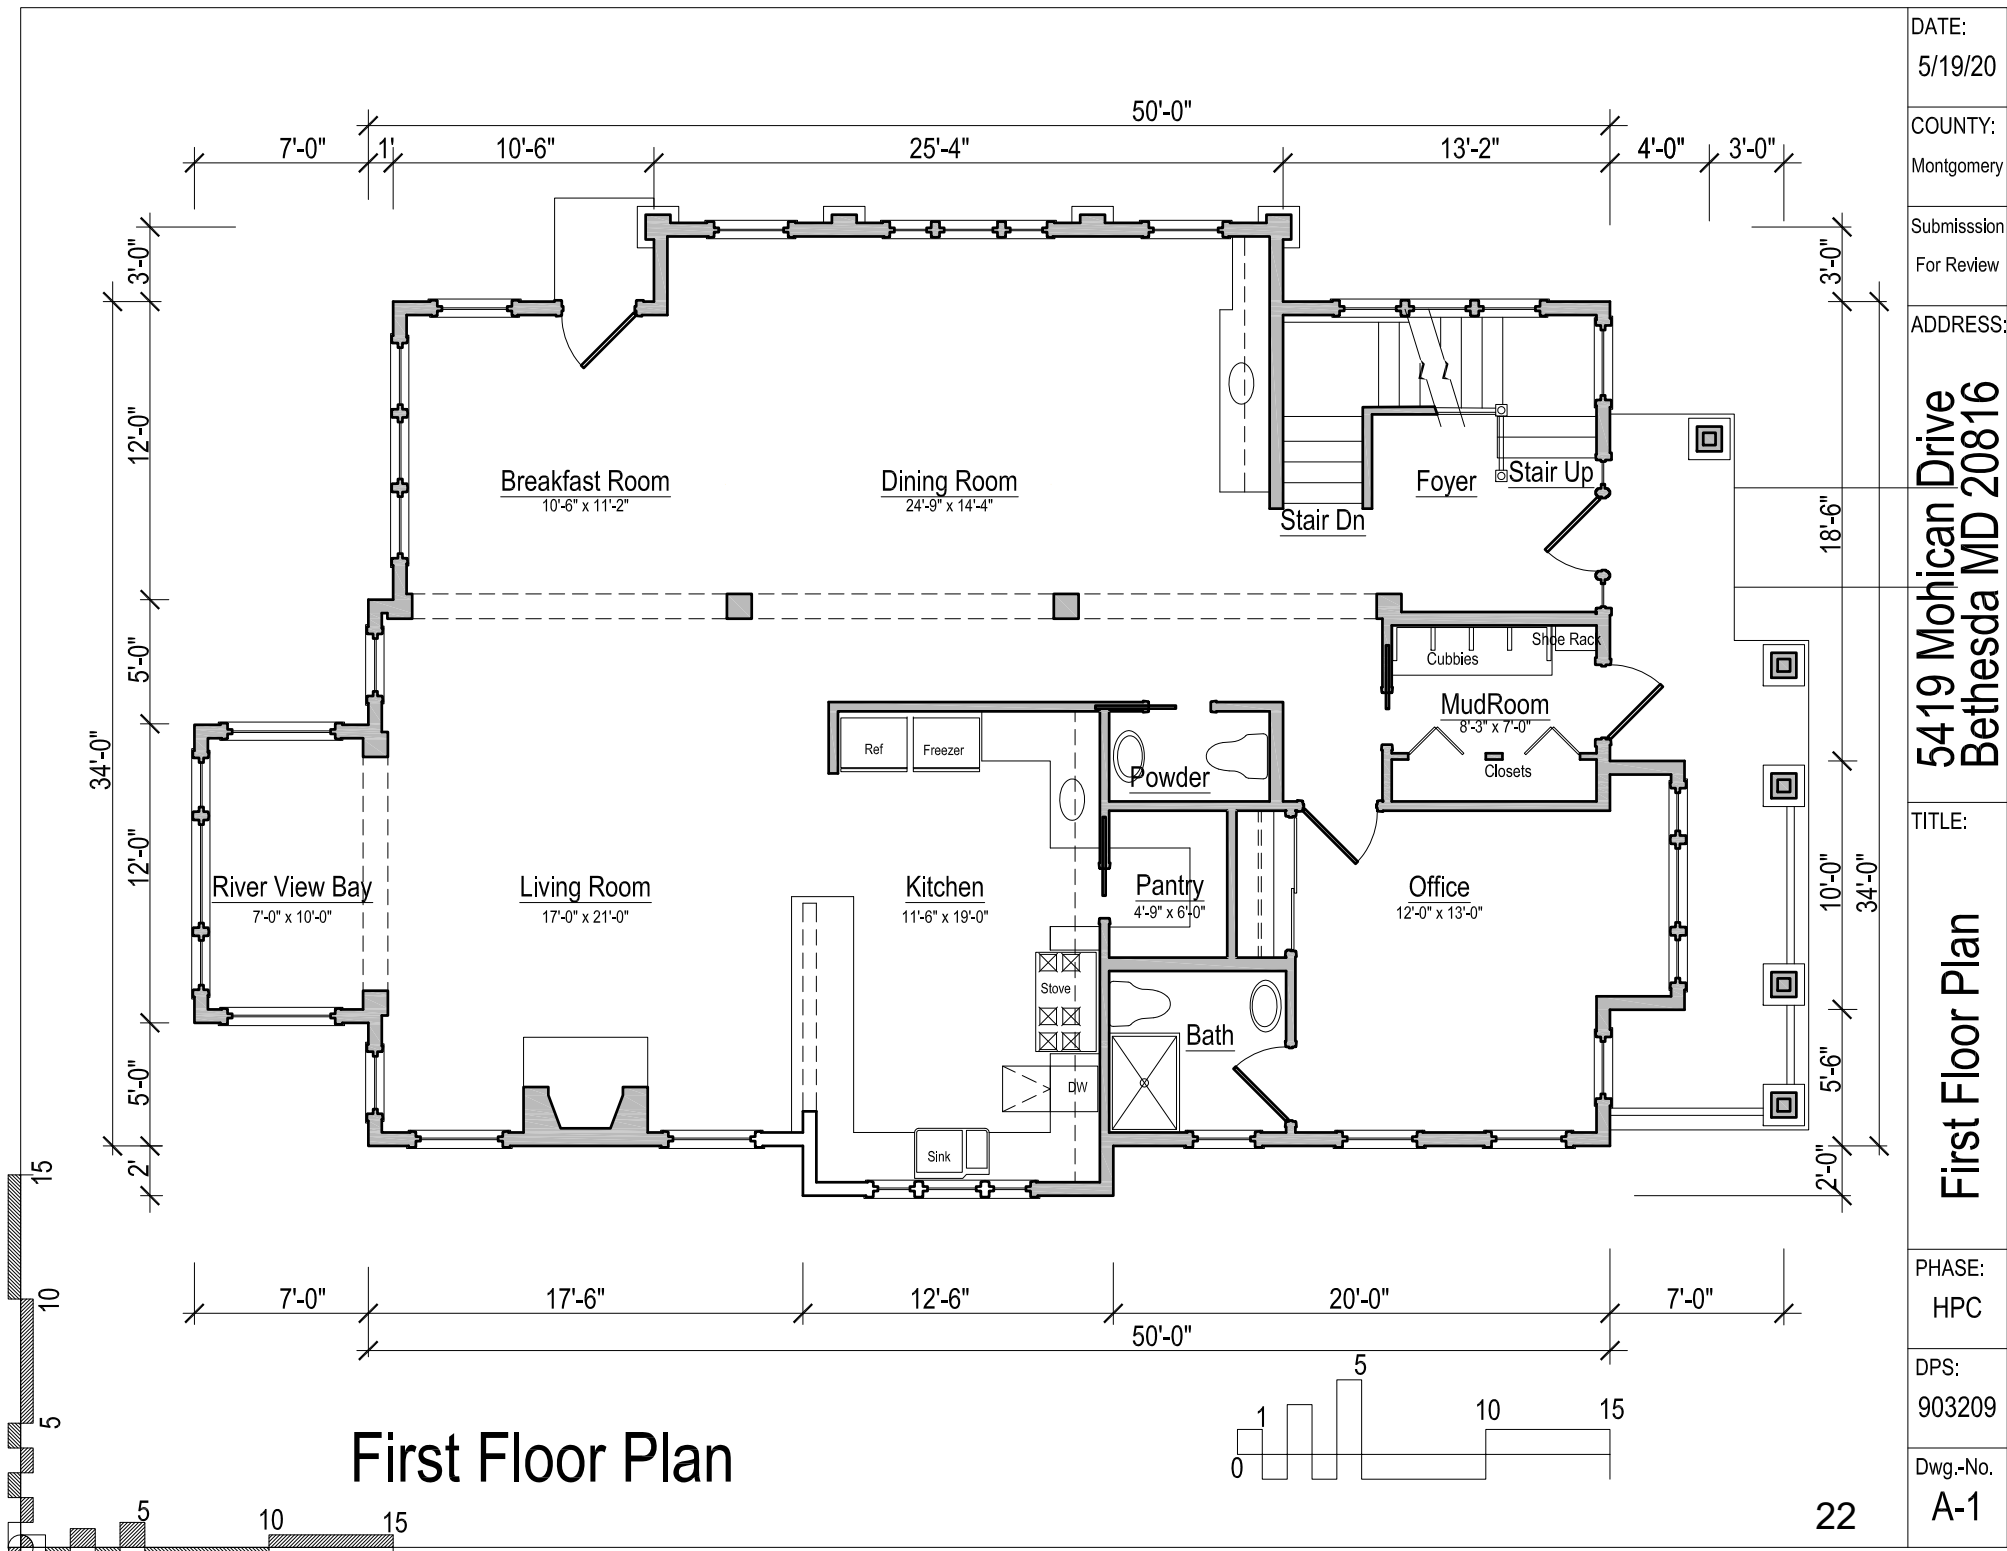 50'-0"
7'-0"
1'
10'-6"
25'-4"
13'-2"
4'-0"
3'-0"
3'-0"
12'-0"
5'-0"
34'-0"
12'-0"
5'-0"
2'
3'-0"
18'-6"
10'-0"
34'-0"
5'-6"
2'-0"
Breakfast Room
10'-6" x 11'-2"
Dining Room
24'-9" x 14'-4"
Foyer
Stair Up
Stair Dn
Shoe Rack
Cubbies
MudRoom
8'-3" x 7'-0"
Closets
Ref
Freezer
Powder
River View Bay
7'-0" x 10'-0"
Living Room
17'-0" x 21'-0"
Kitchen
11'-6" x 19'-0"
Pantry
4'-9" x 6'-0"
Office
12'-0" x 13'-0"
Stove
Bath
DW
Sink
7'-0"
17'-6"
12'-6"
20'-0"
7'-0"
50'-0"
First Floor Plan
15
10
5
5
10
15
0
1
5
10
15
22
DATE:
5/19/20
COUNTY:
Montgomery
Submisssion
For Review
ADDRESS:
5419 Mohican Drive
Bethesda MD 20816
TITLE:
First Floor Plan
PHASE:
HPC
DPS:
903209
Dwg.-No.
A-1